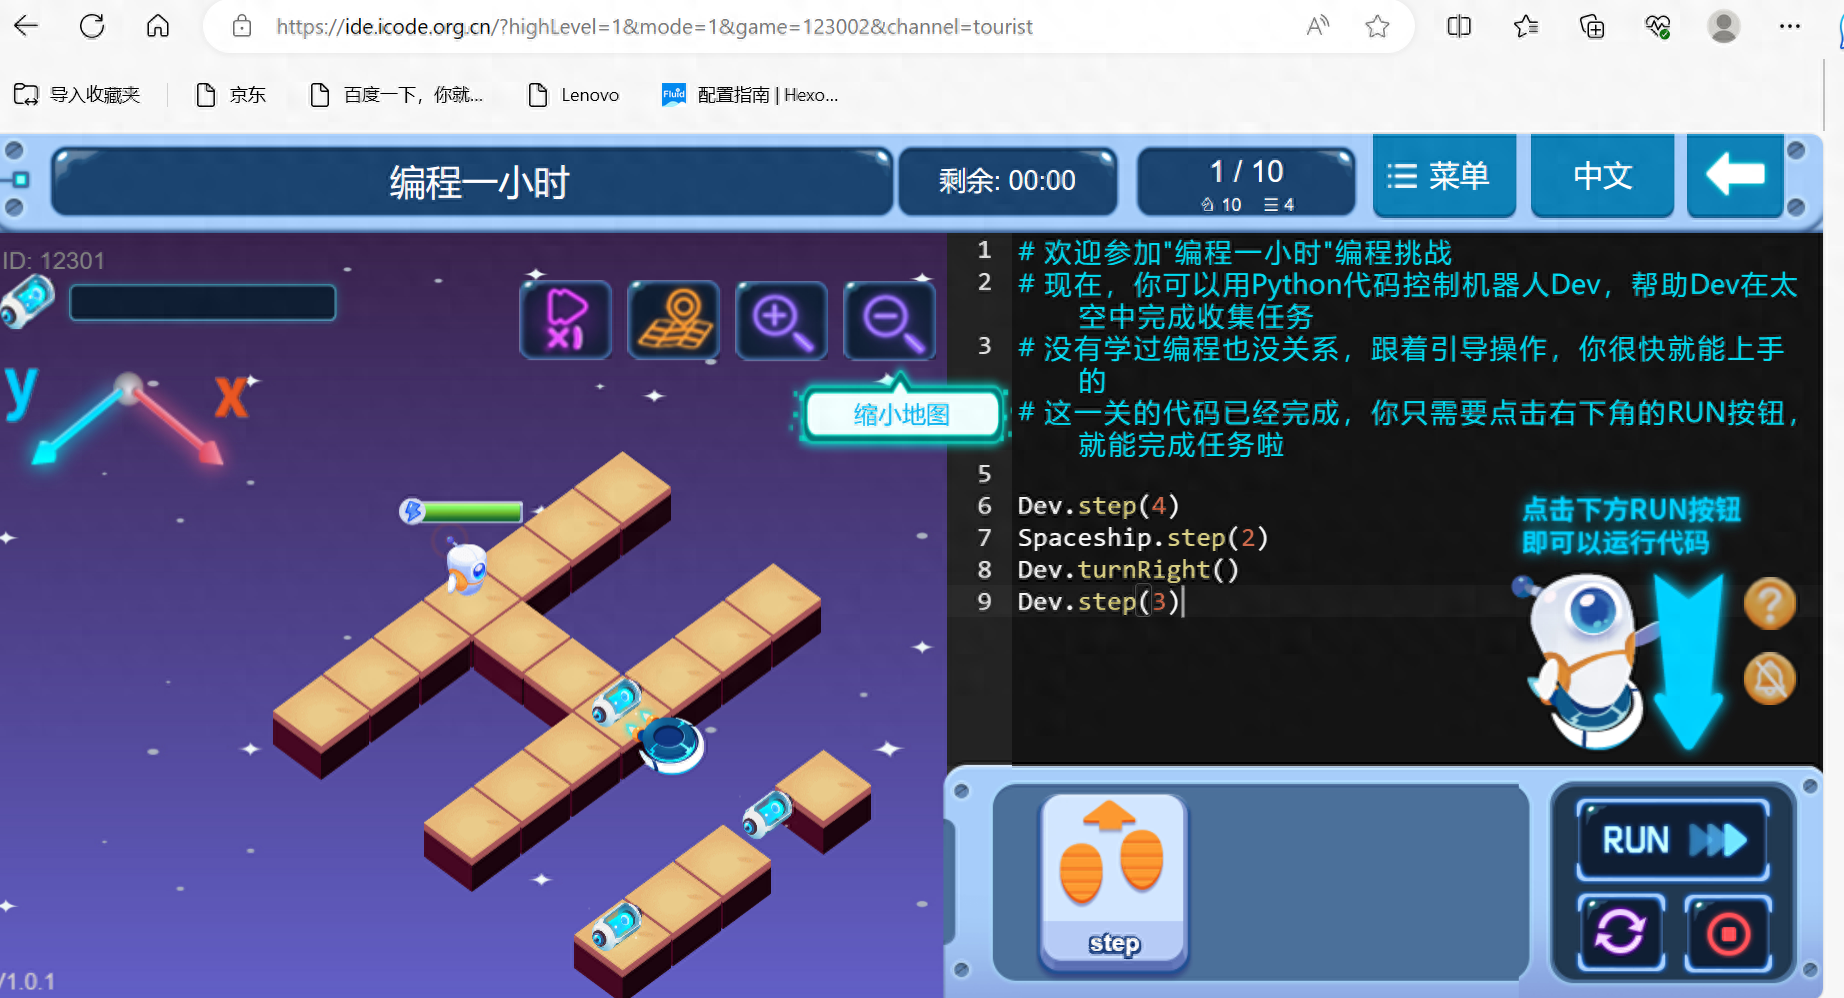 https://ide.icode.org.cn/?highLevel=1&mode=1&game=123002&channel=tourist
导入收藏夹
京东
百度一下，你就...
Lenovo
Fluid
配置指南 | Hexo...
编程一小时
剩余: 00:00
1 / 10
10
4
菜单
中文
ID: 12301
X1
y
x
缩小地图
1 # 欢迎参加"编程一小时"编程挑战
2 # 现在，你可以用Python代码控制机器人Dev，帮助Dev在太
空中完成收集任务
3 # 没有学过编程也没关系，跟着引导操作，你很快就能上手
的
4 # 这一关的代码已经完成，你只需要点击右下角的RUN按钮，
就能完成任务啦
5
6 Dev.step(4)
7 Spaceship.step(2)
8 Dev.turnRight()
9 Dev.step(3)
点击下方RUN按钮
即可以运行代码
?
step
RUN
V1.0.1